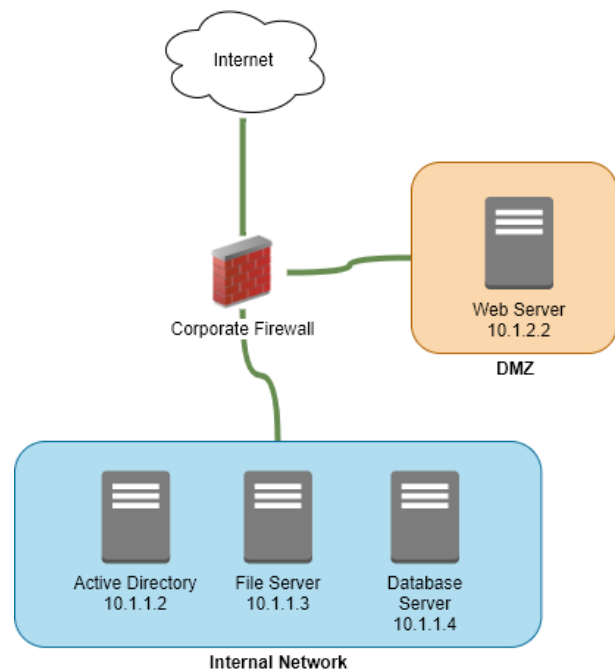 Internet
Corporate Firewall
Web Server
10.1.2.2
DMZ
Active Directory
10.1.1.2
File Server
10.1.1.3
Database
Server
10.1.1.4
Internal Network